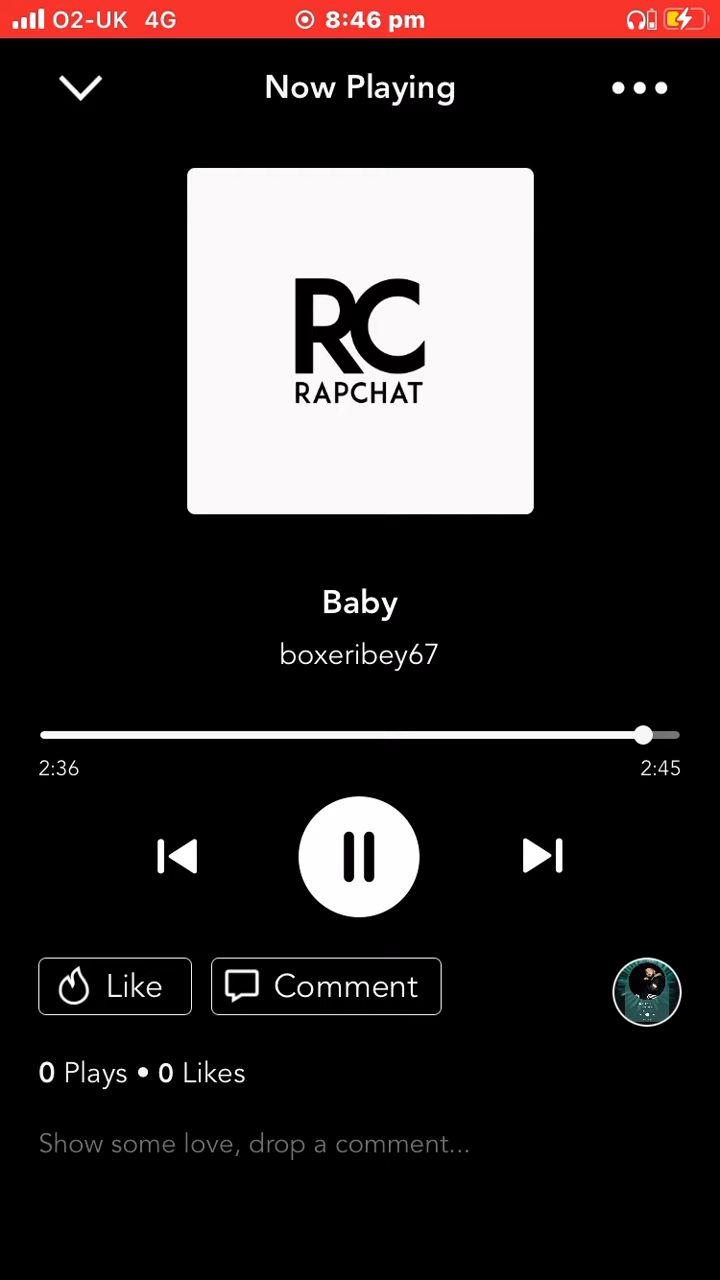 O2-UK 4G 8:46 pm
Now Playing
RC
RAPCHAT
Baby
boxeribey67
2:36 2:45
Like Comment
0 Plays • 0 Likes
Show some love, drop a comment...